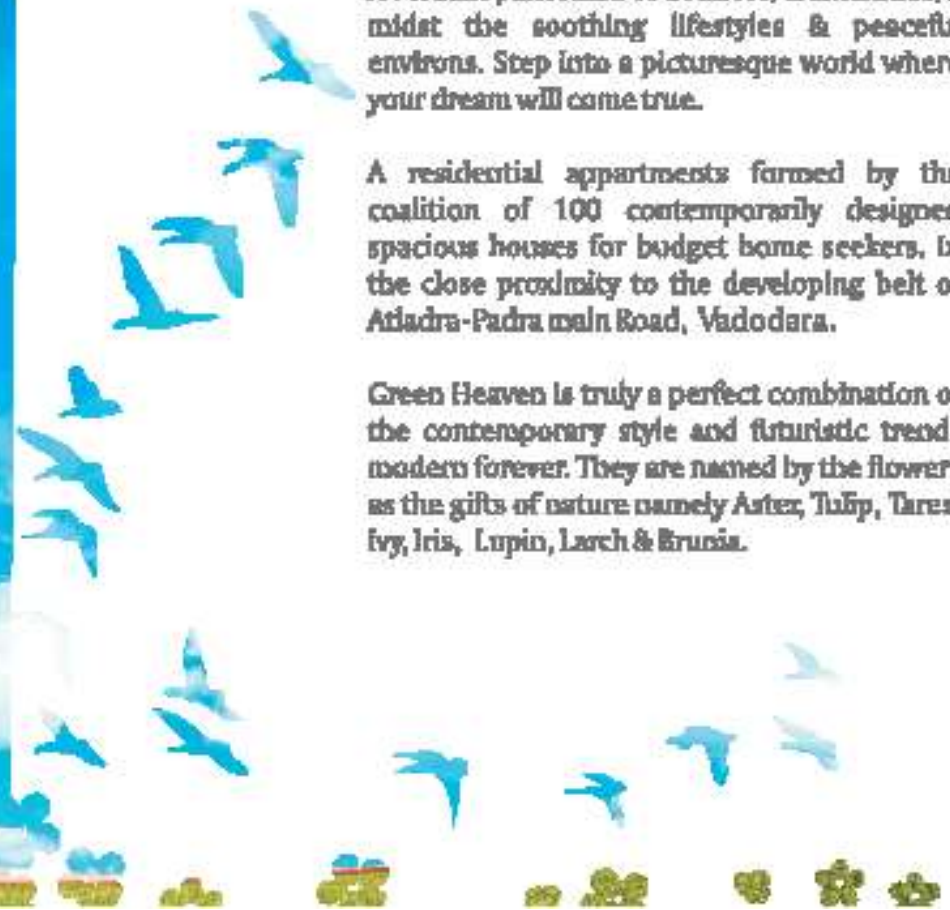 midst the soothing lifestyles & peacefu
environs. Step into a picturesque world wher
your dream will come true.
A residential appartments formed by th
coalition of 100 contemporarily designe
spacious houses for budget home seekers. I
the close proximity to the developing belt o
Atladra-Padra main Road, Vadodara.
Green Heaven is truly a perfect combination o
the contemporary style and futuristic trend
modern forever. They are named by the flower
as the gifts of nature namely Aster, Tulip, Tares
Ivy, Iris, Lupin, Larch & Brunia.